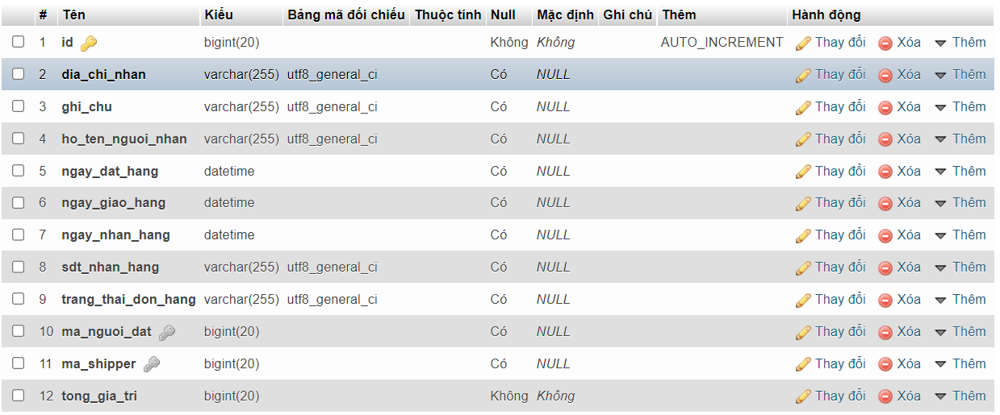 # Tên Kiểu Bảng mã đối chiếu Thuộc tính Null Mặc định Ghi chú Thêm Hành động
1 id bigint(20) Không Không AUTO_INCREMENT Thay đổi Xóa Thêm
2 dia_chi_nhan varchar(255) utf8_general_ci Có NULL Thay đổi Xóa Thêm
3 ghi_chu varchar(255) utf8_general_ci Có NULL Thay đổi Xóa Thêm
4 ho_ten_nguoi_nhan varchar(255) utf8_general_ci Có NULL Thay đổi Xóa Thêm
5 ngay_dat_hang datetime Có NULL Thay đổi Xóa Thêm
6 ngay_giao_hang datetime Có NULL Thay đổi Xóa Thêm
7 ngay_nhan_hang datetime Có NULL Thay đổi Xóa Thêm
8 sdt_nhan_hang varchar(255) utf8_general_ci Có NULL Thay đổi Xóa Thêm
9 trang_thai_don_hang varchar(255) utf8_general_ci Có NULL Thay đổi Xóa Thêm
10 ma_nguoi_dat bigint(20) Có NULL Thay đổi Xóa Thêm
11 ma_shipper bigint(20) Có NULL Thay đổi Xóa Thêm
12 tong_gia_tri bigint(20) Không Không Thay đổi Xóa Thêm